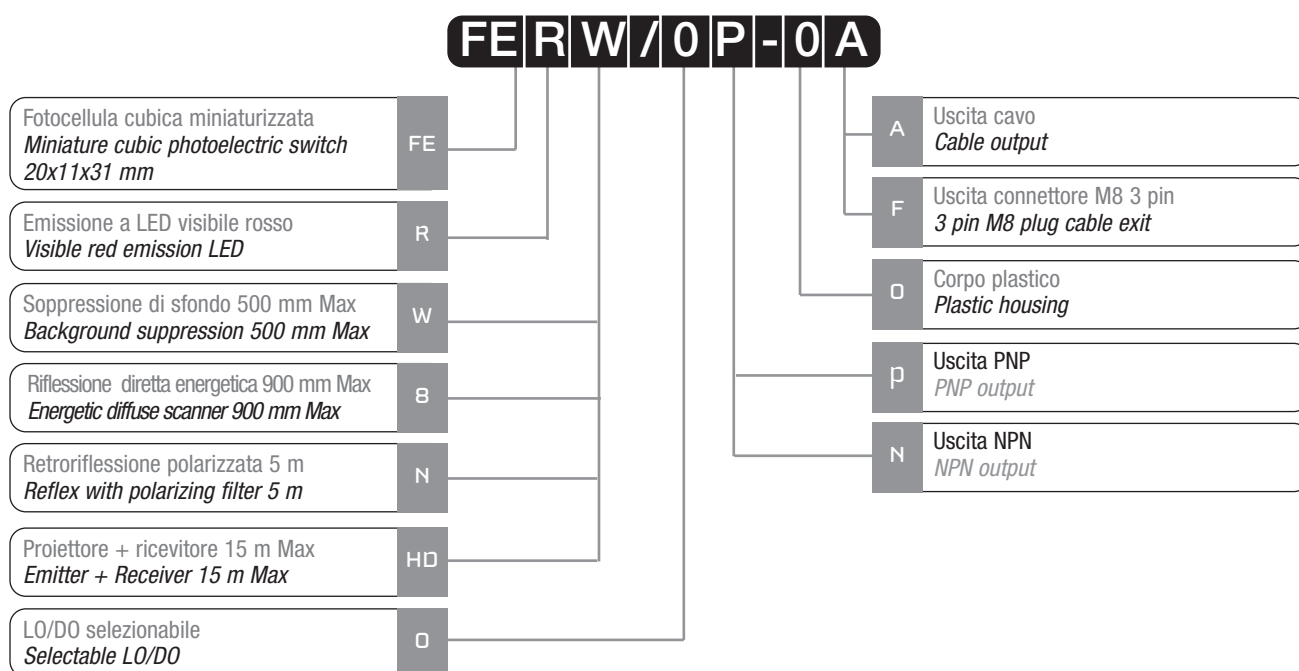 FERW/0P-0A
Fotocellula cubica miniaturizzata
Miniature cubic photoelectric switch
20x11x31 mm
FE
Emissione a LED visibile rosso
Visible red emission LED
R
Soppressione di sfondo 500 mm Max
Background suppression 500 mm Max
W
Riflessione diretta energetica 900 mm Max
Energetic diffuse scanner 900 mm Max
8
Retroriflessione polarizzata 5 m
Reflex with polarizing filter 5 m
N
Proiettore + ricevitore 15 m Max
Emitter + Receiver 15 m Max
HD
LO/DO selezionabile
Selectable LO/DO
0
A
Uscita cavo
Cable output
F
Uscita connettore M8 3 pin
3 pin M8 plug cable exit
0
Corpo plastico
Plastic housing
P
Uscita PNP
PNP output
N
Uscita NPN
NPN output